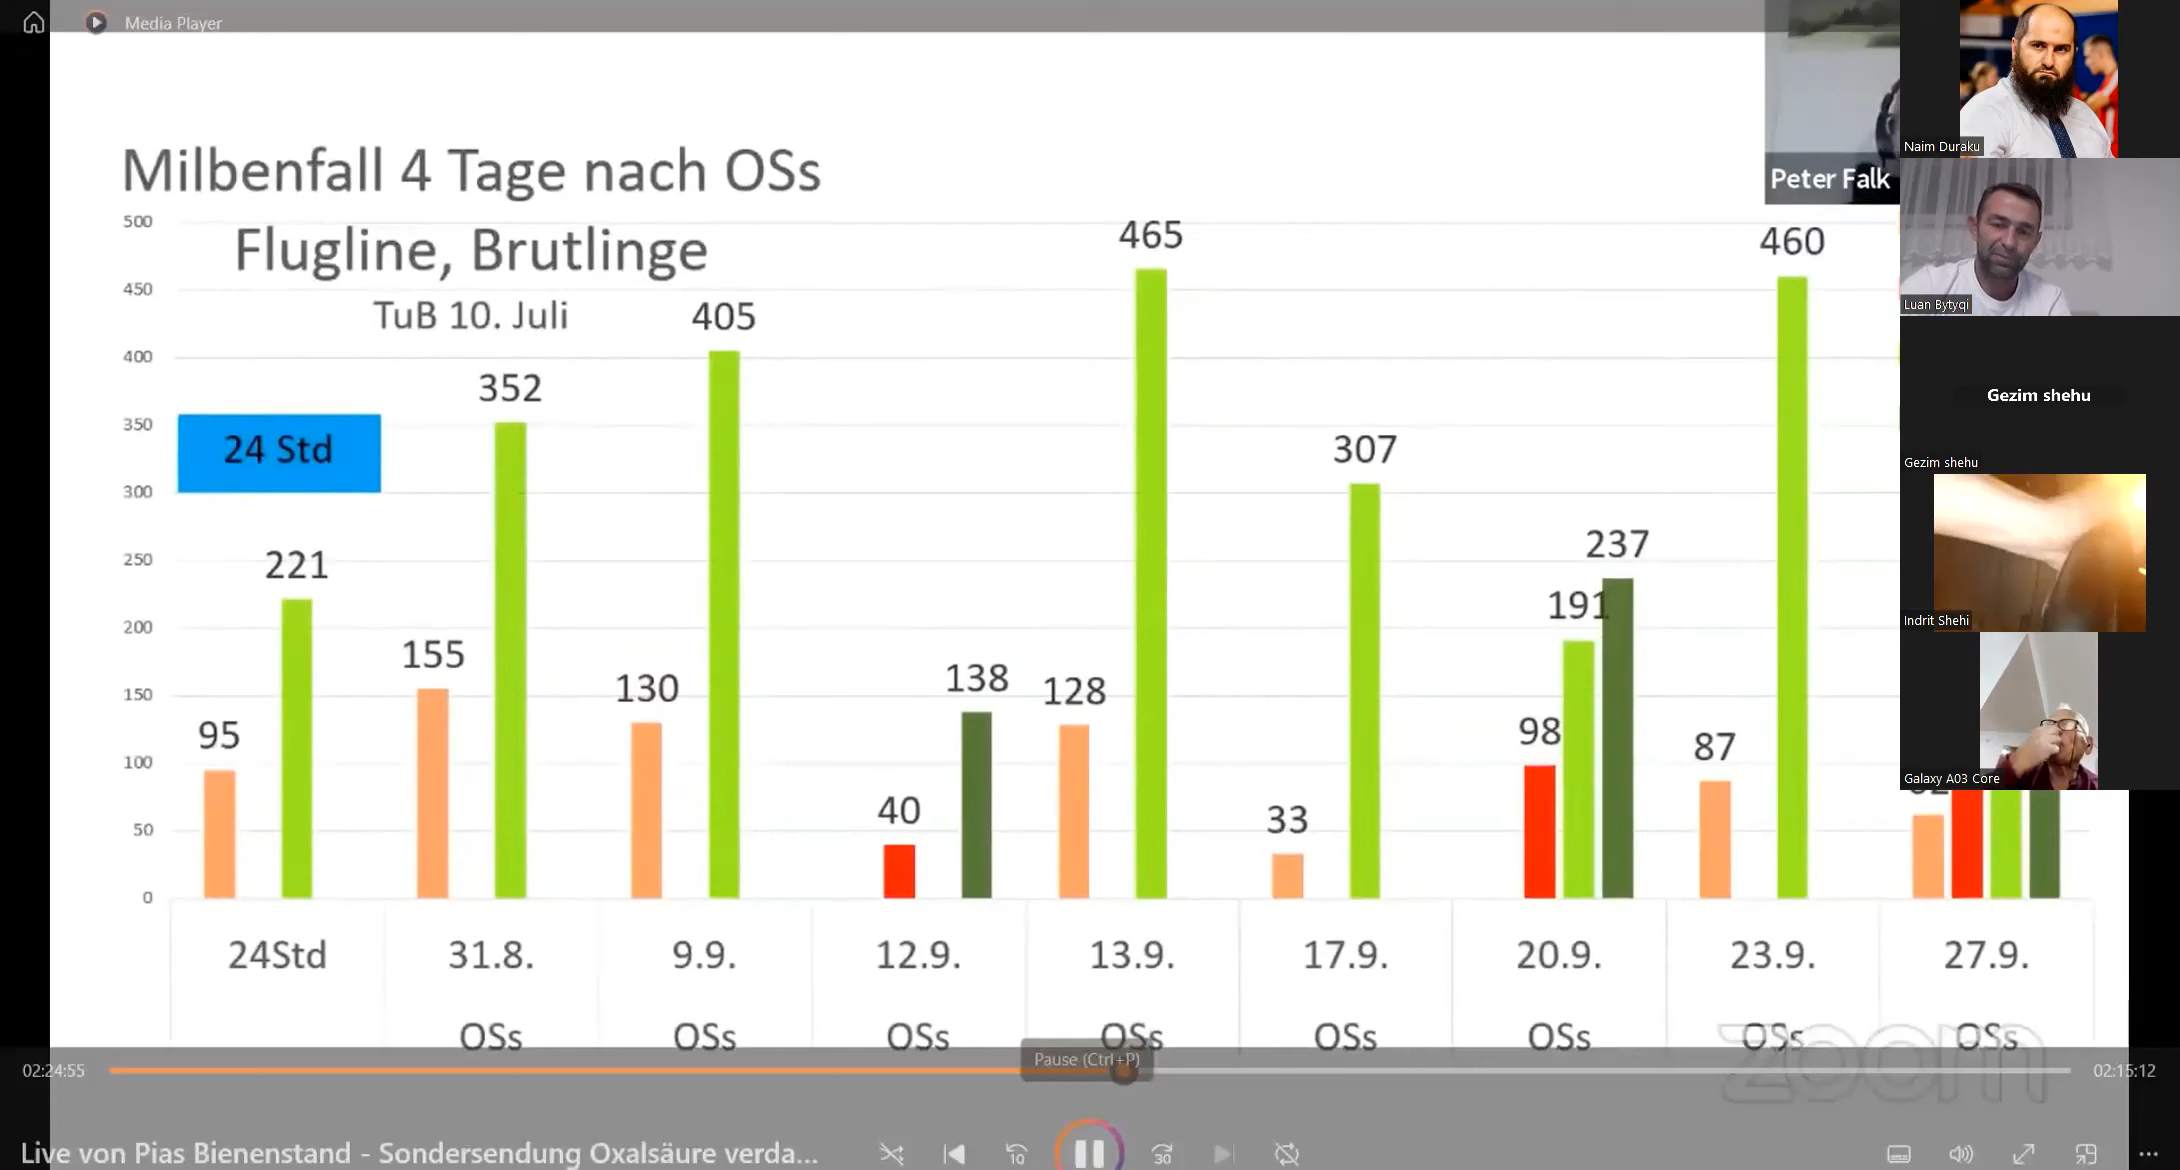 Media Player
Milbenfall 4 Tage nach OSs
Flugline, Brutlinge
TuB 10. Juli
24 Std
500
450
400
350
300
250
200
150
100
50
0
95
221
155
352
130
405
40
138
128
465
33
307
98
191
237
87
460
24Std
31.8.
9.9.
12.9.
13.9.
17.9.
20.9.
23.9.
27.9.
OSs
OSs
OSs
OSs
OSs
OSs
OSs
OSs
Peter Falk
Naim Duraku
Luan Bytyqi
Gezim shehu
Gezim shehu
Indrit Shehi
Galaxy A03 Core
zoom
Pause (Ctrl+P)
02:24:55
02:15:12
Live von Pias Bienenstand - Sondersendung Oxalsäure verda...
10
30